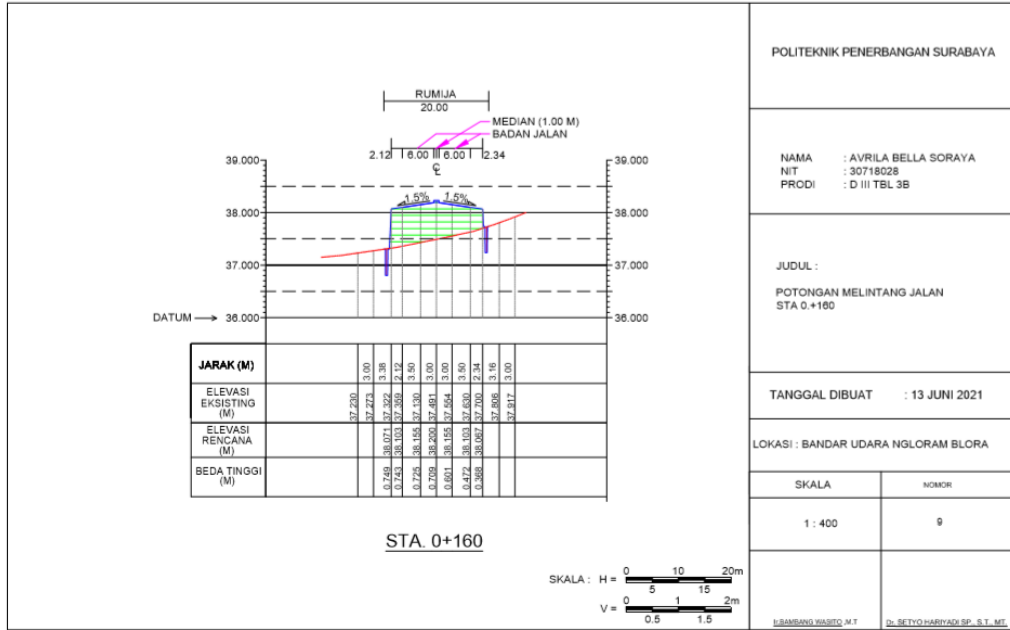 RUMIJA
20.00
MEDIAN (1.00 M)
BADAN JALAN
2.12 6.00 6.00 2.34
39.000 39.000
1.5% 1.5%
38.000 38.000
37.000 37.000
DATUM 36.000 36.000
JARAK (M) 3.00 3.38 2.12 3.50 3.00 3.00 3.50 2.34 3.16 3.00
ELEVASI EKSISTING (M) 37.230 37.273 37.322 37.359 37.130 37.491 37.554 37.630 37.700 37.806 37.917
ELEVASI RENCANA (M) 38.071 38.103 38.155 38.200 38.155 38.103 38.067
BEDA TINGGI (M) 0.749 0.743 0.725 0.709 0.601 0.472 0.368
STA. 0+160
SKALA : H = 0 5 10 15 20m
V = 0 0.5 1 1.5 2m
POLITEKNIK PENERBANGAN SURABAYA
NAMA : AVRILA BELLA SORAYA
NIT : 30718028
PRODI : D III TBL 3B
JUDUL :
POTONGAN MELINTANG JALAN
STA 0.+160
TANGGAL DIBUAT : 13 JUNI 2021
LOKASI : BANDAR UDARA NGLORAM BLORA
SKALA NOMOR
1 : 400 9
Ir.BAMBANG WASITO ,M.T Dr. SETYO HARIYADI SP., S.T., MT.